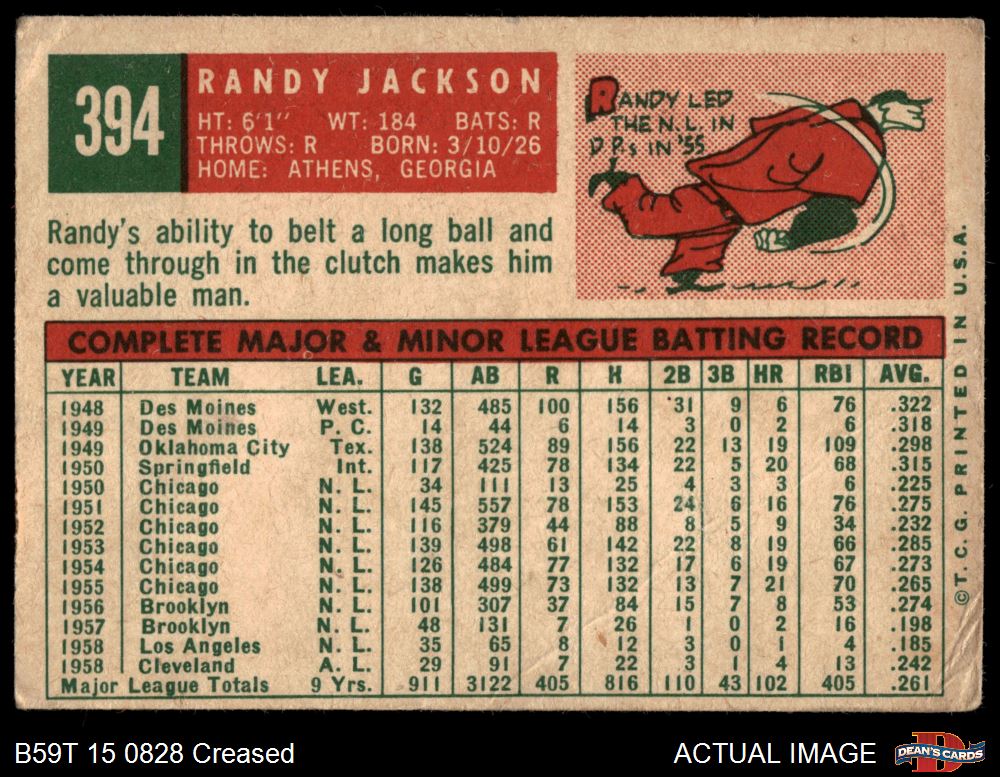 394
RANDY JACKSON
HT: 6'1" WT: 184 BATS: R
THROWS: R BORN: 3/10/26
HOME: ATHENS, GEORGIA
RANDY LED
THE N.L. IN
D.P.s IN '55
Randy's ability to belt a long ball and
come through in the clutch makes him
a valuable man.
COMPLETE MAJOR & MINOR LEAGUE BATTING RECORD
YEAR TEAM LEA. G AB R H 2B 3B HR RBI AVG.
1948 Des Moines West. 132 485 100 156 31 9 6 76 .322
1949 Des Moines P. C. 14 44 6 14 3 0 2 6 .318
1949 Oklahoma City Tex. 138 524 89 156 22 13 19 109 .298
1950 Springfield Int. 117 425 78 134 22 5 20 68 .315
1950 Chicago N. L. 34 111 13 25 4 3 3 6 .225
1951 Chicago N. L. 145 557 78 153 24 6 16 76 .275
1952 Chicago N. L. 116 379 44 88 8 5 9 34 .232
1953 Chicago N. L. 139 498 61 142 22 8 19 66 .285
1954 Chicago N. L. 126 484 77 132 17 6 19 67 .273
1955 Chicago N. L. 138 499 73 132 13 7 21 70 .265
1956 Brooklyn N. L. 101 307 37 84 15 7 8 53 .274
1957 Brooklyn N. L. 48 131 7 26 1 0 2 16 .198
1958 Los Angeles N. L. 35 65 8 12 3 0 1 4 .185
1958 Cleveland A. L. 29 91 7 22 3 1 4 13 .242
Major League Totals 9 Yrs. 911 3122 405 816 110 43 102 405 .261
©T. C. G. PRINTED IN U.S.A.
B59T 15 0828 Creased
ACTUAL IMAGE
DEAN'S CARDS